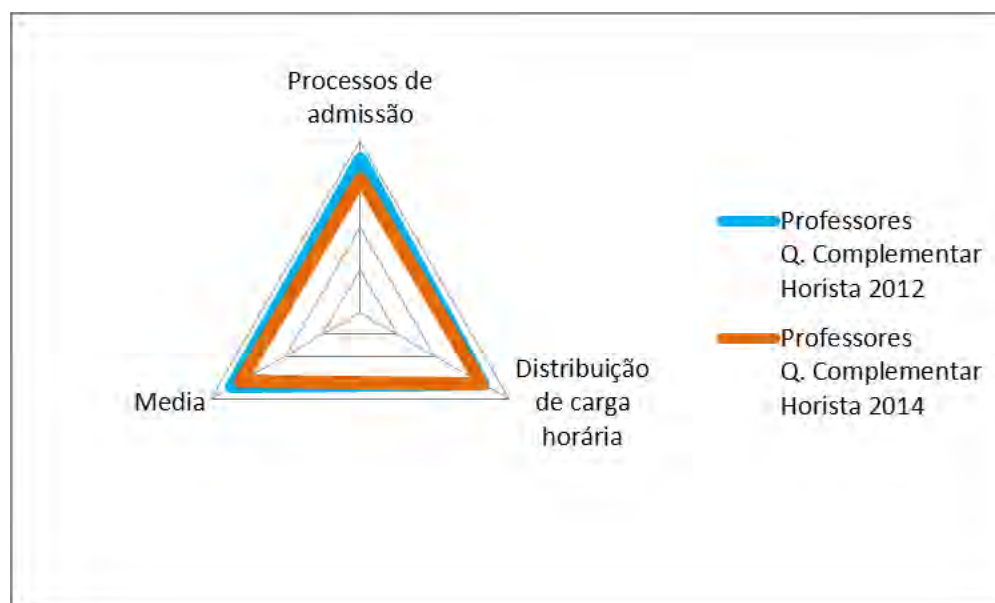 Processos de
admissão
Media
Distribuição
de carga
horária
Professores
Q. Complementar
Horista 2012
Professores
Q. Complementar
Horista 2014